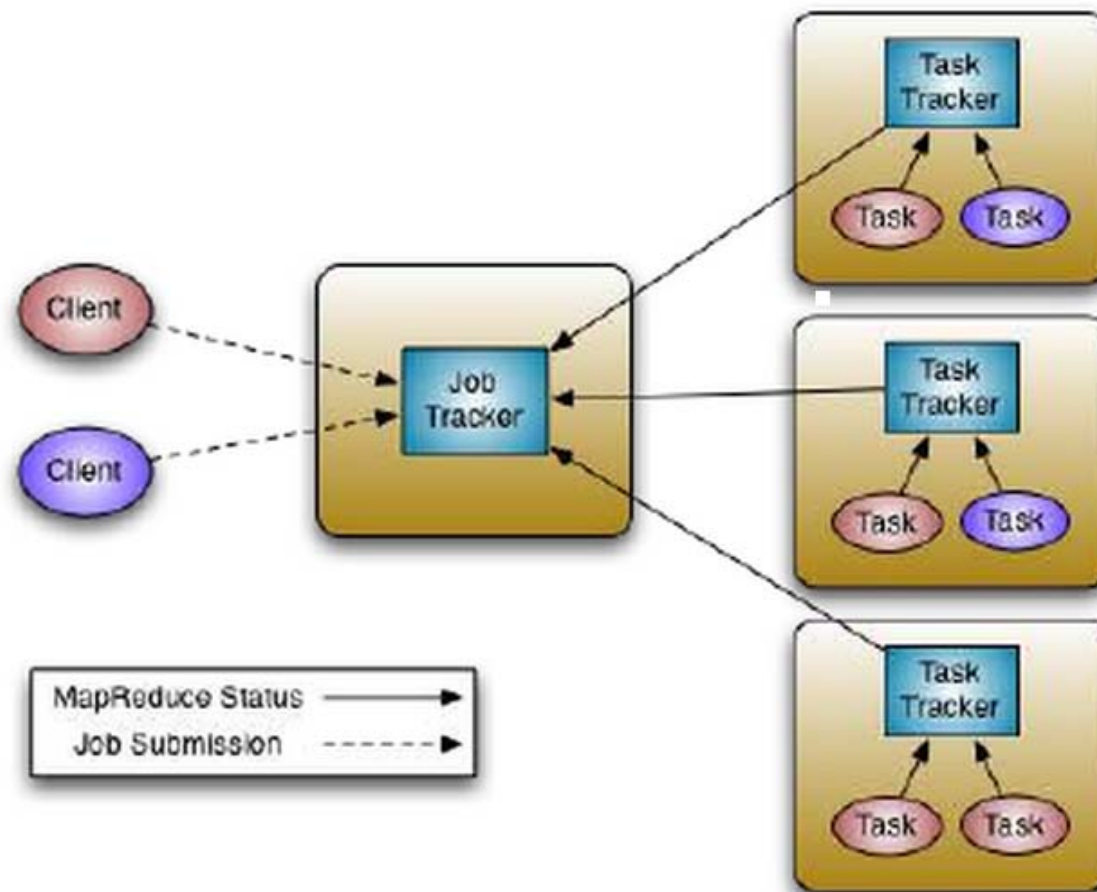 Task
Tracker
Task
Task
Client
Job
Tracker
Client
Task
Tracker
Task
Task
MapReduce Status
Job Submission
Task
Tracker
Task
Task